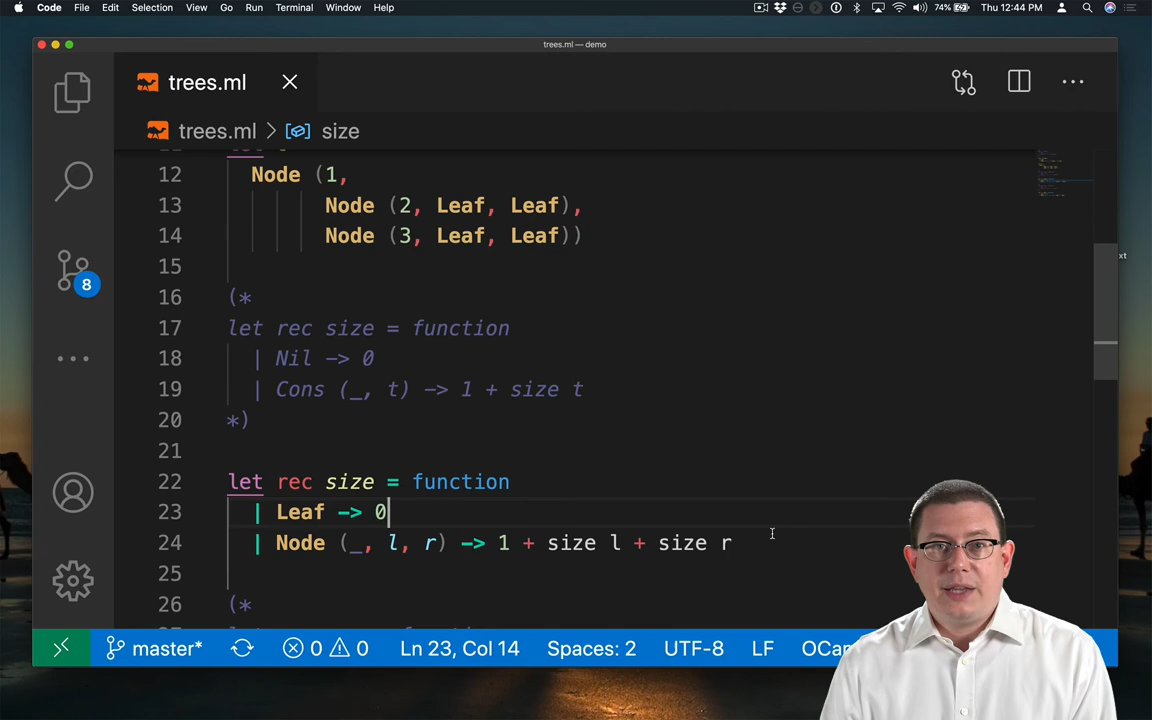 Code File Edit Selection View Go Run Terminal Window Help 74% Thu 12:44 PM
trees.ml — demo
trees.ml
trees.ml > size
12 Node (1,
13 Node (2, Leaf, Leaf),
14 Node (3, Leaf, Leaf))
15
16 (*
17 let rec size = function
18 | Nil -> 0
19 | Cons (_, t) -> 1 + size t
20 *)
21
22 let rec size = function
23 | Leaf -> 0
24 | Node (_, l, r) -> 1 + size l + size r
25
26 (*
8
xt
master* 0 0 Ln 23, Col 14 Spaces: 2 UTF-8 LF